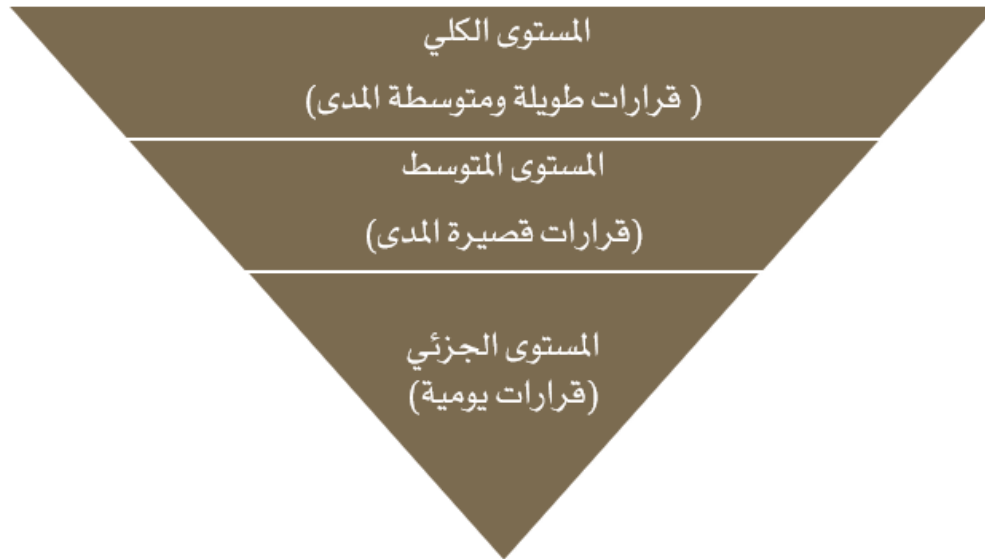 المستوى الكلي
( قرارات طويلة ومتوسطة المدى)
المستوى المتوسط
(قرارات قصيرة المدى)
المستوى الجزئي
(قرارات يومية)